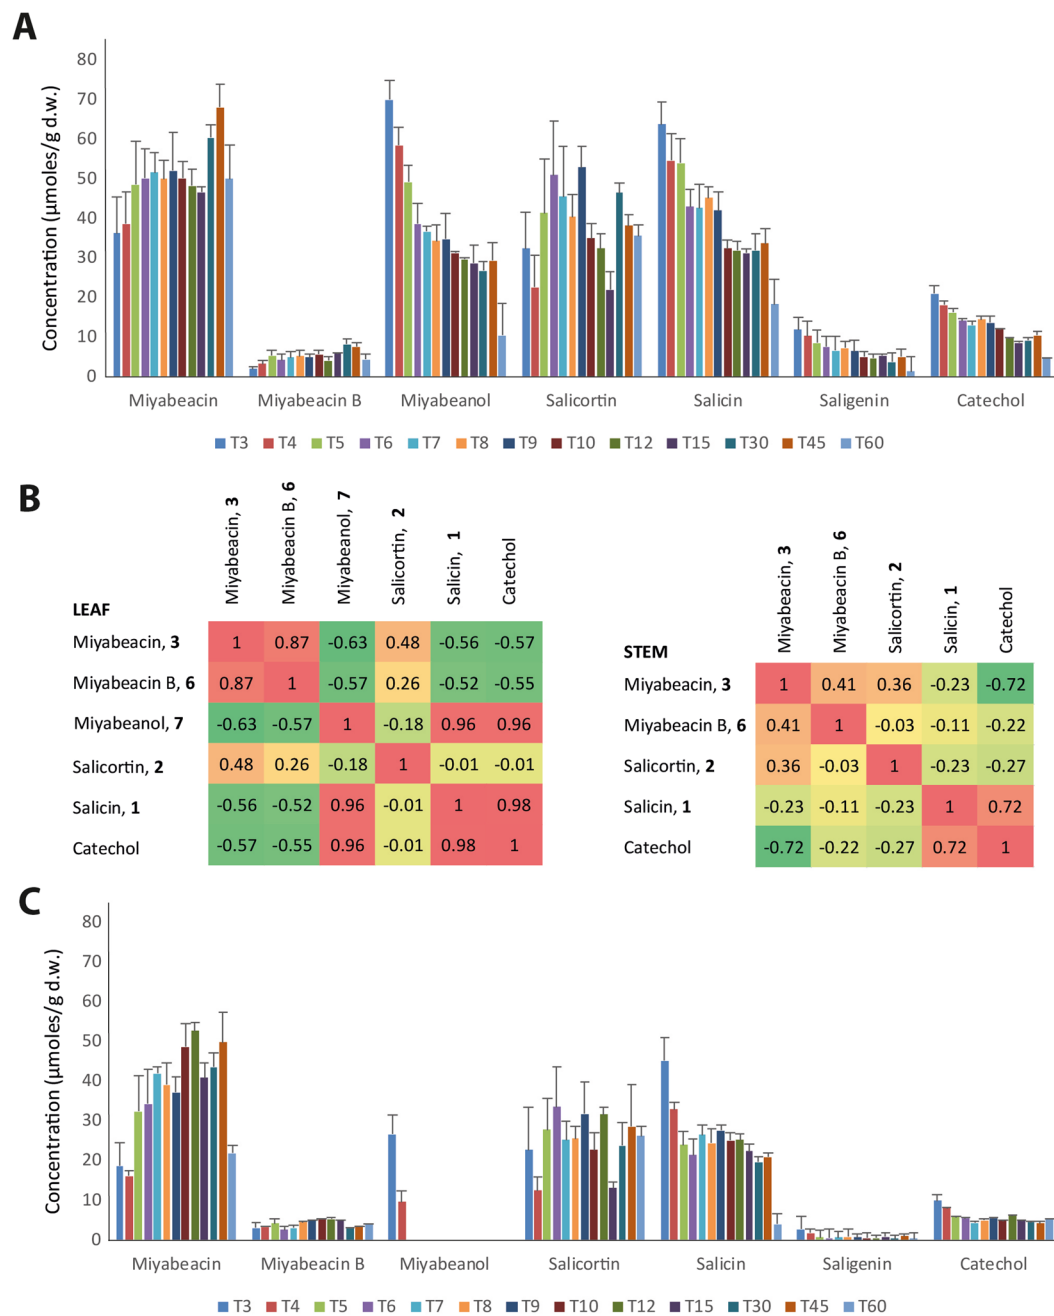 A
Concentration (μmoles/g d.w.)
80
70
60
50
40
30
20
10
0
Miyabeacin Miyabeacin B Miyabeanol Salicortin Salicin Saligenin Catechol
T3 T4 T5 T6 T7 T8 T9 T10 T12 T15 T30 T45 T60
B
Miyabeacin, 3
Miyabeacin B, 6
Miyabeanol, 7
Salicortin, 2
Salicin, 1
Catechol
LEAF
Miyabeacin, 3 1 0.87 -0.63 0.48 -0.56 -0.57
Miyabeacin B, 6 0.87 1 -0.57 0.26 -0.52 -0.55
Miyabeanol, 7 -0.63 -0.57 1 -0.18 0.96 0.96
Salicortin, 2 0.48 0.26 -0.18 1 -0.01 -0.01
Salicin, 1 -0.56 -0.52 0.96 -0.01 1 0.98
Catechol -0.57 -0.55 0.96 -0.01 0.98 1
Miyabeacin, 3
Miyabeacin B, 6
Salicortin, 2
Salicin, 1
Catechol
STEM
Miyabeacin, 3 1 0.41 0.36 -0.23 -0.72
Miyabeacin B, 6 0.41 1 -0.03 -0.11 -0.22
Salicortin, 2 0.36 -0.03 1 -0.23 -0.27
Salicin, 1 -0.23 -0.11 -0.23 1 0.72
Catechol -0.72 -0.22 -0.27 0.72 1
C
Concentration (μmoles/g d.w.)
80
70
60
50
40
30
20
10
0
Miyabeacin Miyabeacin B Miyabeanol Salicortin Salicin Saligenin Catechol
T3 T4 T5 T6 T7 T8 T9 T10 T12 T15 T30 T45 T60